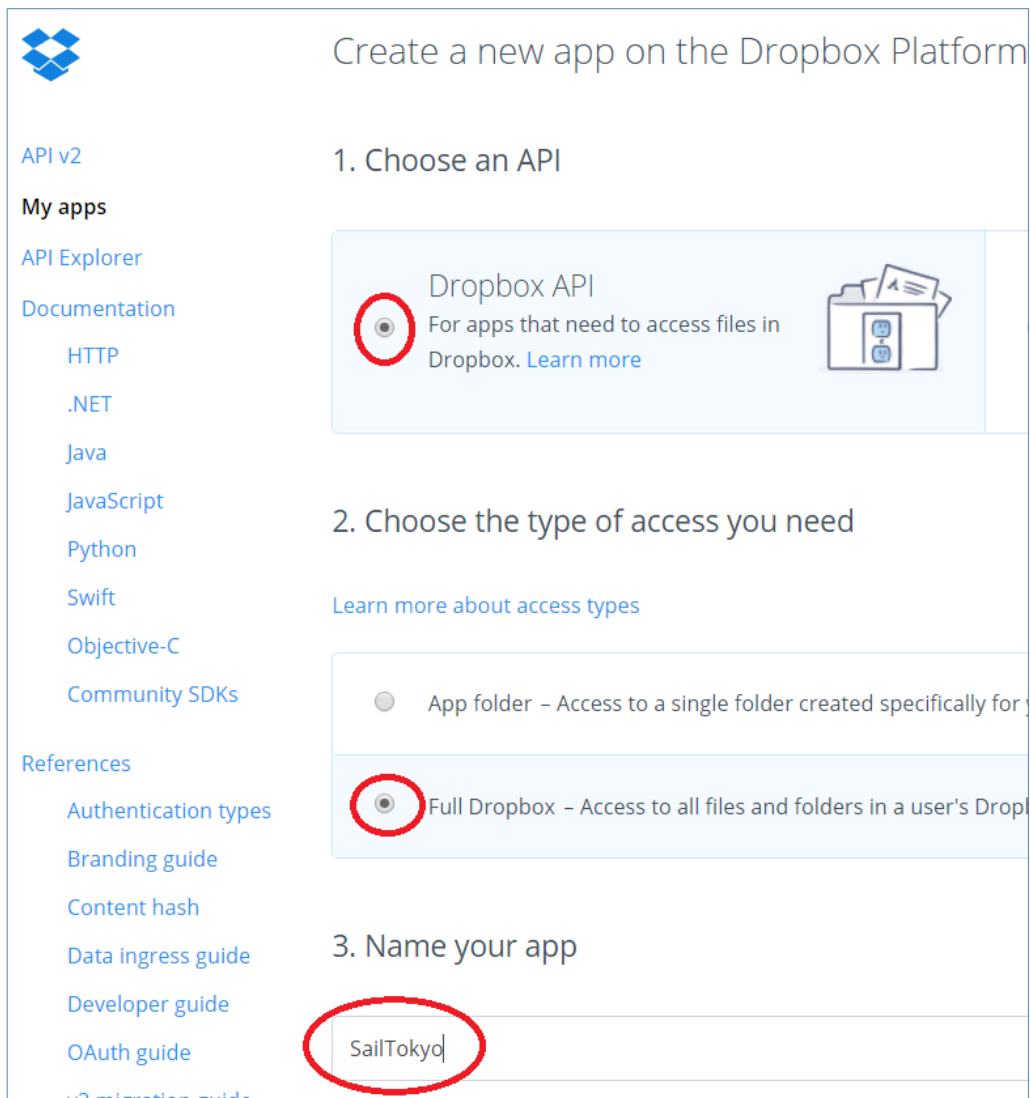 Create a new app on the Dropbox Platform
API v2
My apps
API Explorer
Documentation
HTTP
.NET
Java
JavaScript
Python
Swift
Objective-C
Community SDKs
References
Authentication types
Branding guide
Content hash
Data ingress guide
Developer guide
OAuth guide
v2 migration guide
1. Choose an API
Dropbox API
For apps that need to access files in
Dropbox. Learn more
2. Choose the type of access you need
Learn more about access types
App folder – Access to a single folder created specifically for
Full Dropbox – Access to all files and folders in a user's
3. Name your app
SailTokyo